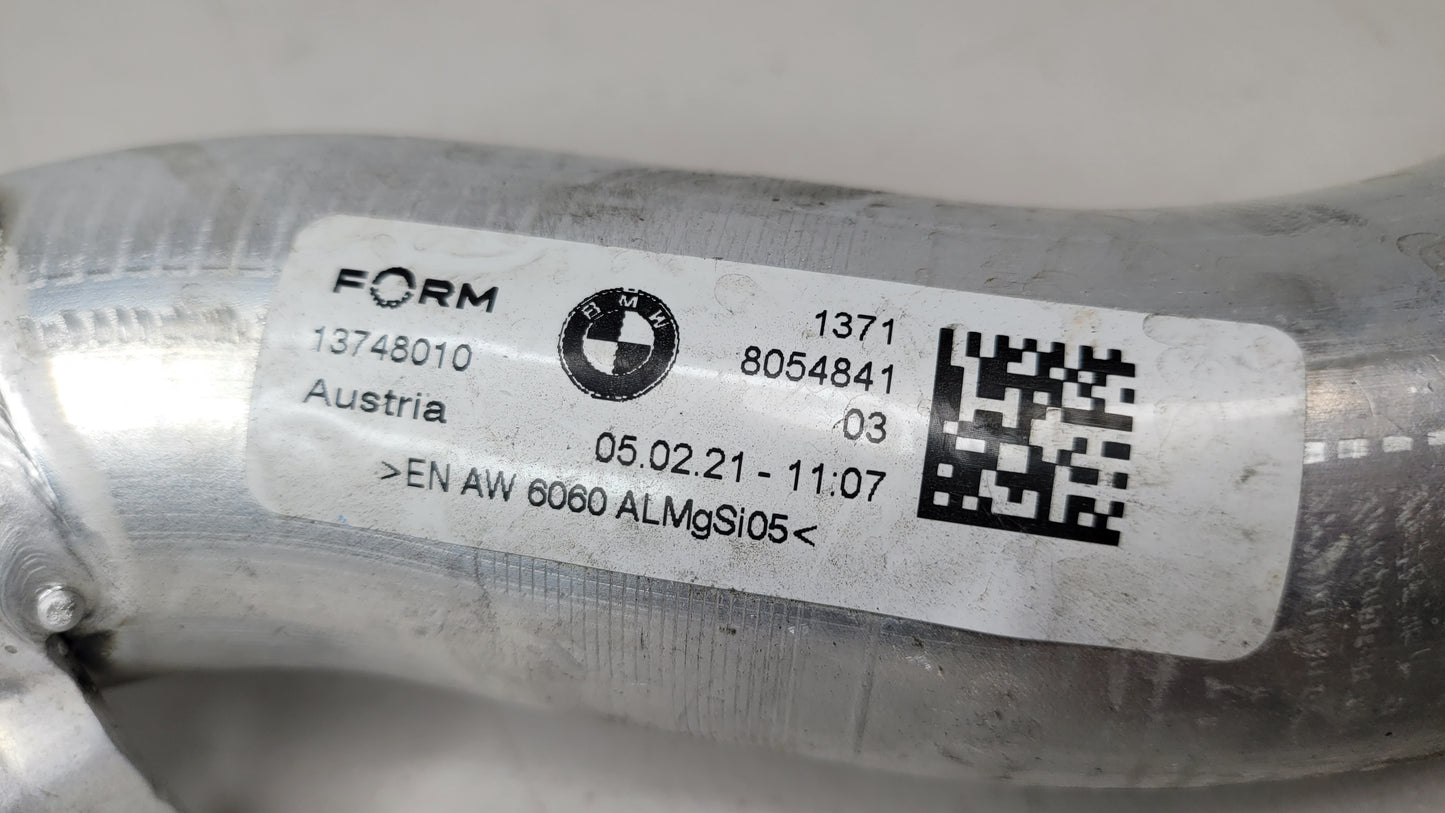 FORM
13748010
Austria
BMW
1371
8054841
03
05.02.21 - 11:07
>EN AW 6060 ALMgSi05<